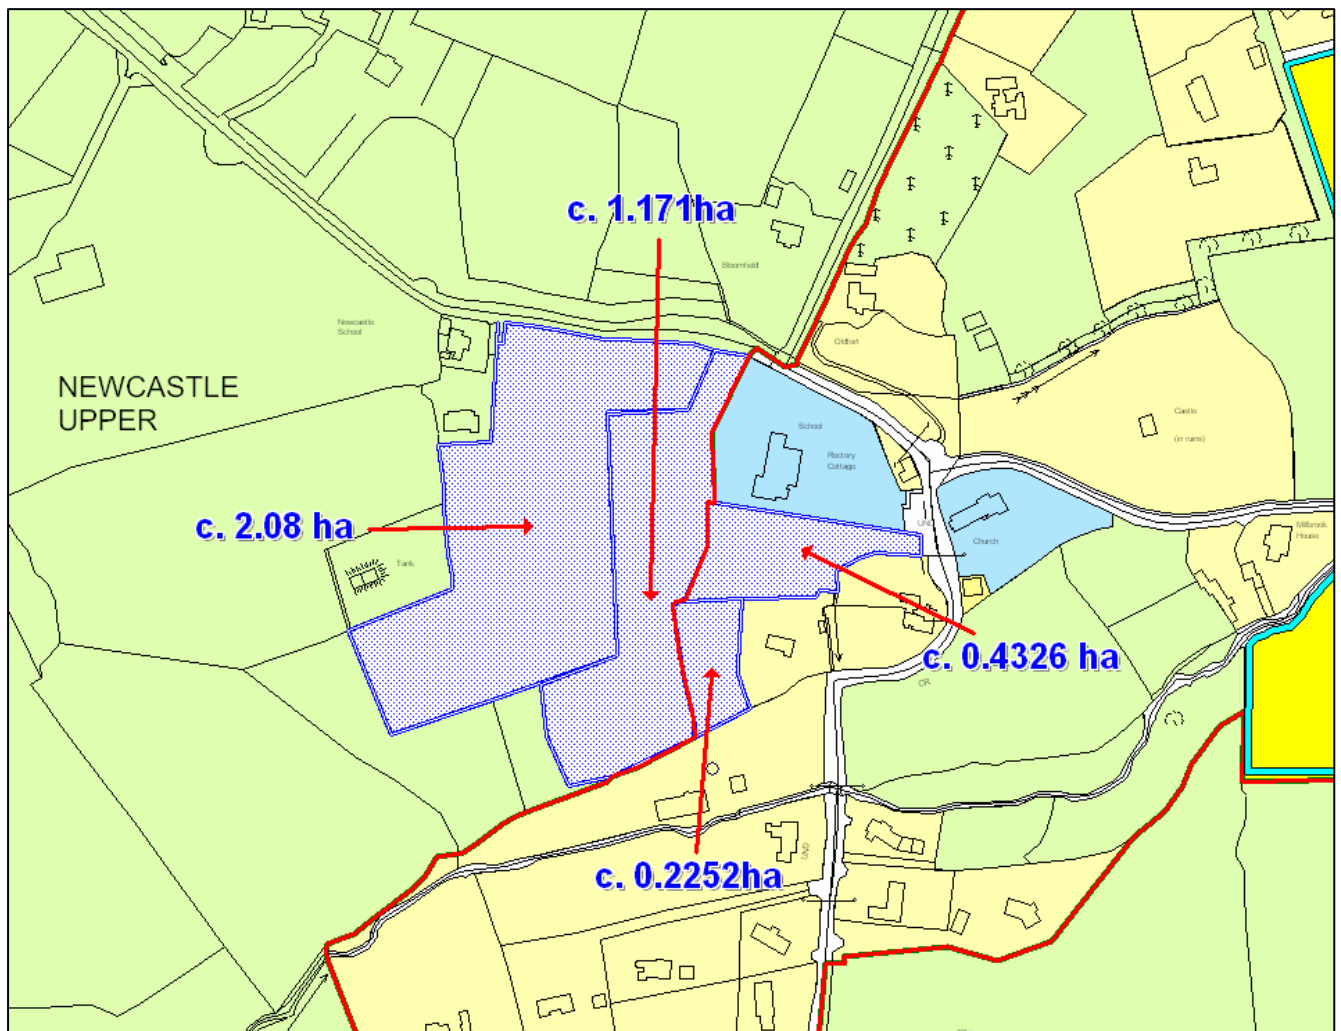 c. 1.171ha
Bloomfield
Newcastle
School
Oldfort
NEWCASTLE
UPPER
Castle
(in ruins)
School
Rectory
Cottage
c. 2.08 ha
Church
Millbrook
House
Tank
c. 0.4326 ha
c. 0.2252ha